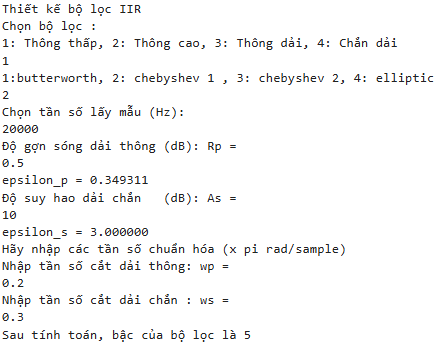 Thiết kế bộ lọc IIR
Chọn bộ lọc :
1: Thông thấp, 2: Thông cao, 3: Thông dải, 4: Chắn dải
1
1:butterworth, 2: chebyshev 1 , 3: chebyshev 2, 4: elliptic
2
Chọn tần số lấy mẫu (Hz):
20000
Độ gợn sóng dải thông (dB): Rp =
0.5
epsilon_p = 0.349311
Độ suy hao dải chắn   (dB): As =
10
epsilon_s = 3.000000
Hãy nhập các tần số chuẩn hóa (x pi rad/sample)
Nhập tần số cắt dải thông: wp =
0.2
Nhập tần số cắt dải chắn : ws =
0.3
Sau tính toán, bậc của bộ lọc là 5